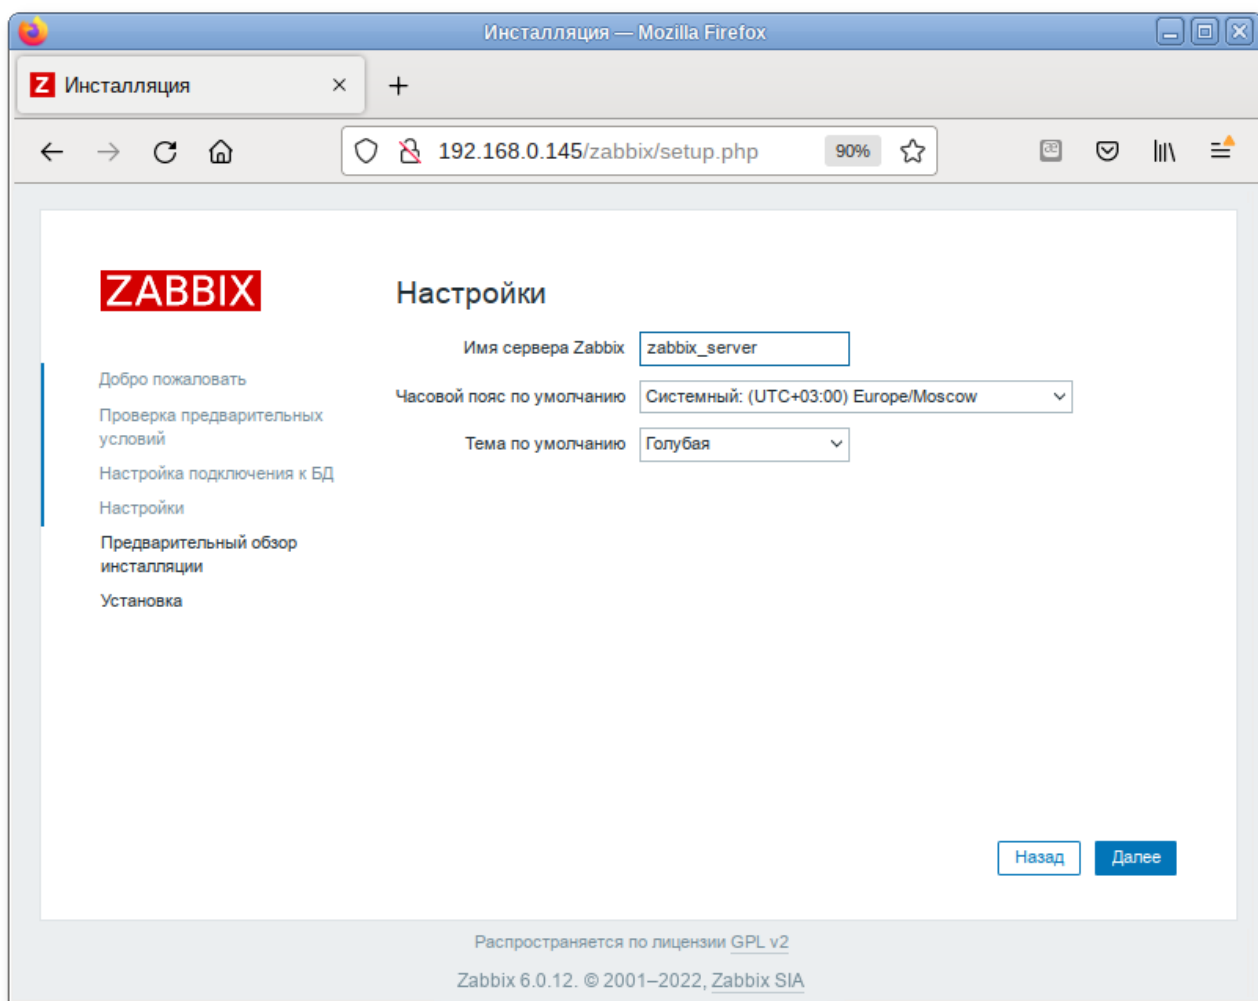 Инсталляция — Mozilla Firefox
Z Инсталляция
192.168.0.145/zabbix/setup.php 90%
ZABBIX
Добро пожаловать
Проверка предварительных
условий
Настройка подключения к БД
Настройки
Предварительный обзор
инсталляции
Установка
Настройки
Имя сервера Zabbix zabbix_server
Часовой пояс по умолчанию Системный: (UTC+03:00) Europe/Moscow
Тема по умолчанию Голубая
Назад Далее
Распространяется по лицензии GPL v2
Zabbix 6.0.12. © 2001–2022, Zabbix SIA